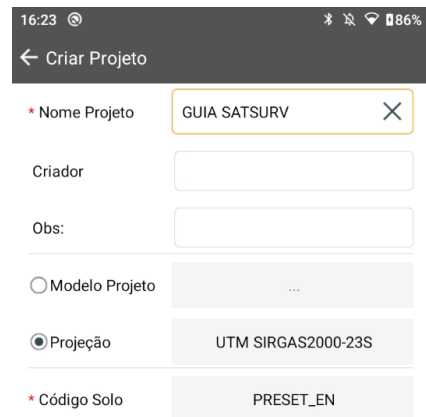 16:23 86%
← Criar Projeto
* Nome Projeto GUIA SATSURV
Criador
Obs:
Modelo Projeto ...
Projeção UTM SIRGAS2000-23S
* Código Solo PRESET_EN